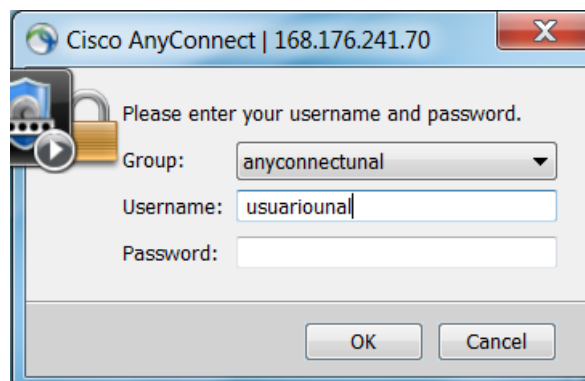 Cisco AnyConnect | 168.176.241.70
X
Please enter your username and password.
Group: anyconnectunal
Username: usuariounal
Password:
OK Cancel